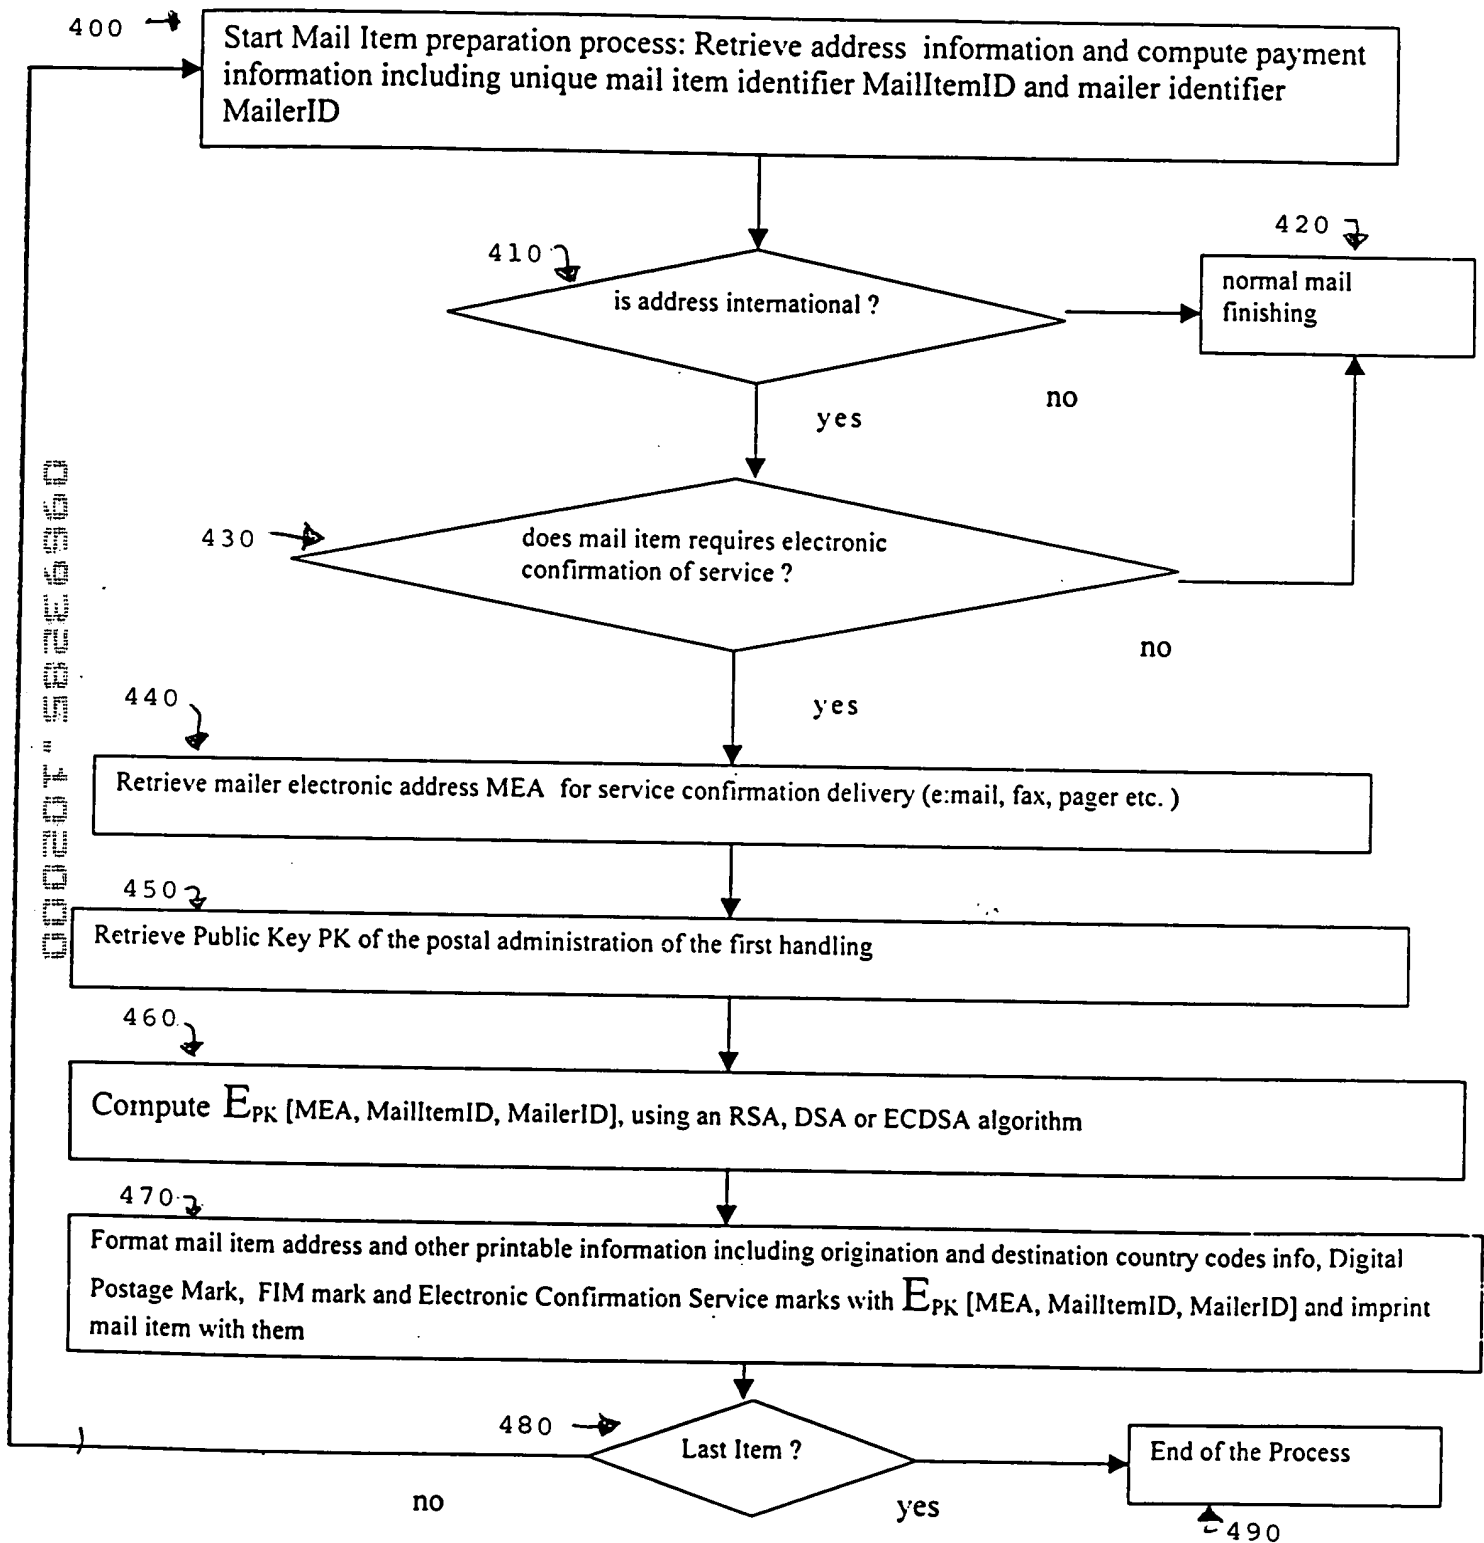 400
Start Mail Item preparation process: Retrieve address information and compute payment
information including unique mail item identifier MailItemID and mailer identifier
MailerID
410
is address international ?
420
normal mail
finishing
no
yes
430
does mail item requires electronic
confirmation of service ?
no
yes
440
Retrieve mailer electronic address MEA for service confirmation delivery (e:mail, fax, pager etc. )
450
Retrieve Public Key PK of the postal administration of the first handling
460
Compute EPK [MEA, MailItemID, MailerID], using an RSA, DSA or ECDSA algorithm
470
Format mail item address and other printable information including origination and destination country codes info, Digital
Postage Mark, FIM mark and Electronic Confirmation Service marks with EPK [MEA, MailItemID, MailerID] and imprint
mail item with them
480
Last Item ?
End of the Process
no
yes
490